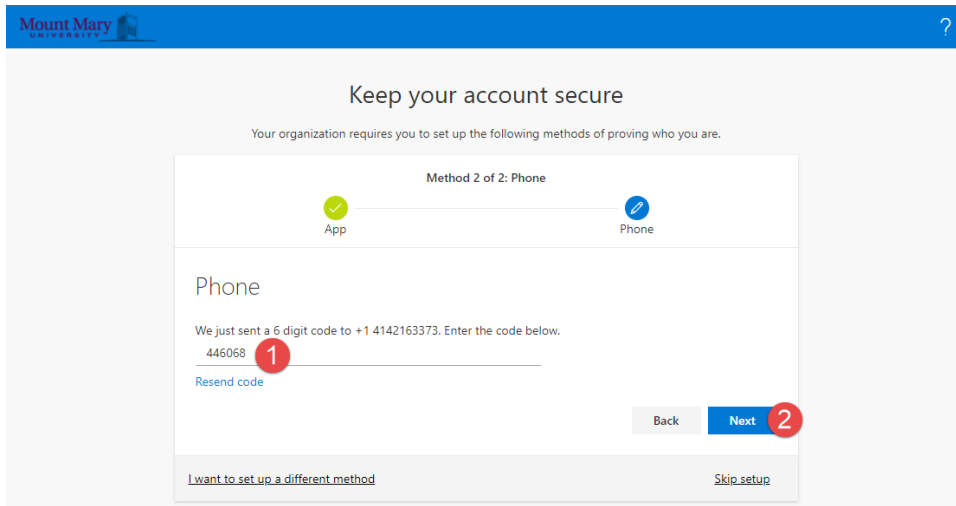 Mount Mary
UNIVERSITY
?
Keep your account secure
Your organization requires you to set up the following methods of proving who you are.
Method 2 of 2: Phone
App
Phone
Phone
We just sent a 6 digit code to +1 4142163373. Enter the code below.
446068 1
Resend code
Back Next 2
I want to set up a different method Skip setup